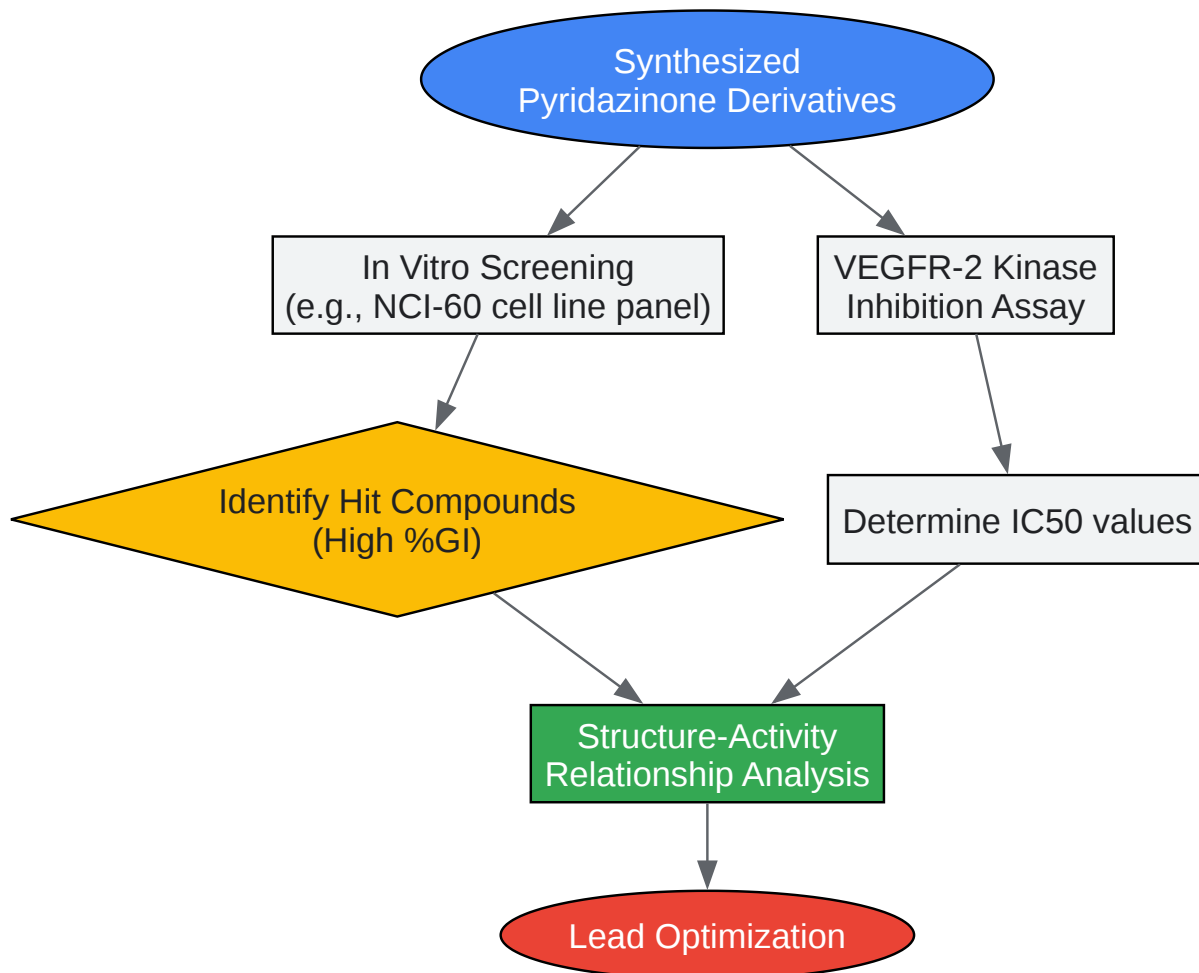 Synthesized
Pyridazinone Derivatives
In Vitro Screening
(e.g., NCI-60 cell line panel)
VEGFR-2 Kinase
Inhibition Assay
Identify Hit Compounds
(High %GI)
Determine IC50 values
Structure-Activity
Relationship Analysis
Lead Optimization